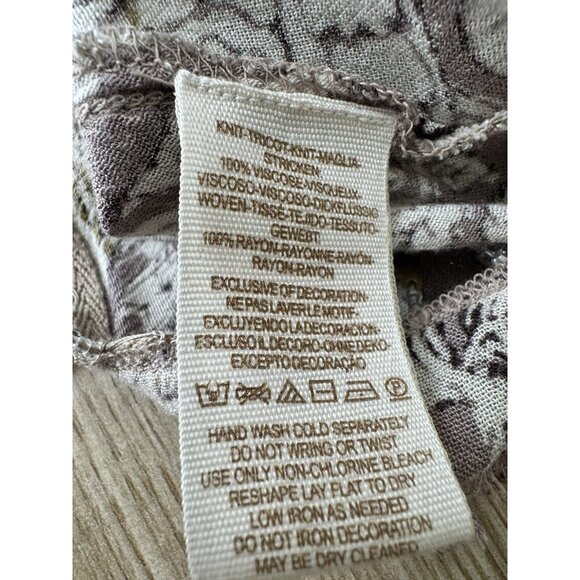 KNIT-TRICOT-KNIT-MAGLIA-
STRICKEN
100% VISCOSE-VISQUEUX-
VISCOSO-VISCOSO-DICKFLUSSIG
WOVEN-TISSE-TEJIDO-TESSUTO-
GEWEBT
100% RAYON-RAYONNE-RAYON-
RAYON-RAYON
EXCLUSIVE OF DECORATION-
NE PAS LAVER LE MOTIF-
EXCLUYENDO LA DECORACION-
ESCLUSO IL DECORO-OHNE DEKO-
EXCEPTO DECORAÇÃO
P
HAND WASH COLD SEPARATELY
DO NOT WRING OR TWIST
USE ONLY NON-CHLORINE BLEACH
RESHAPE LAY FLAT TO DRY
LOW IRON AS NEEDED
DO NOT IRON DECORATION
MAY BE DRY CLEANED